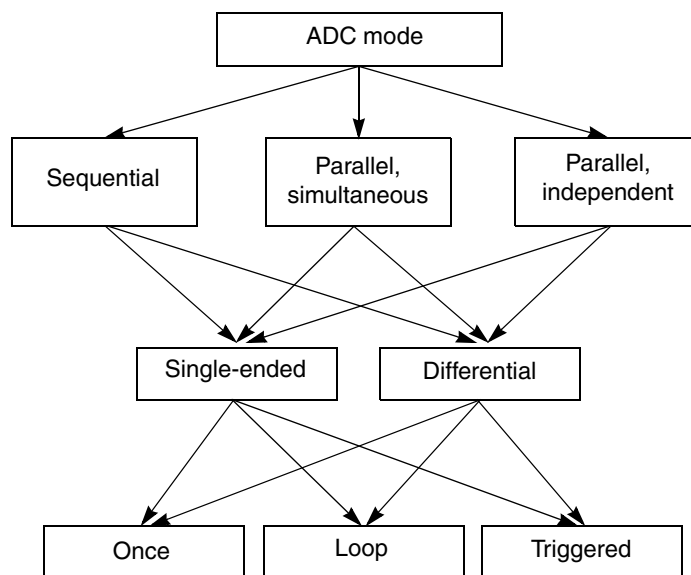 ADC mode
Sequential
Parallel,
simultaneous
Parallel,
independent
Single-ended
Differential
Once
Loop
Triggered